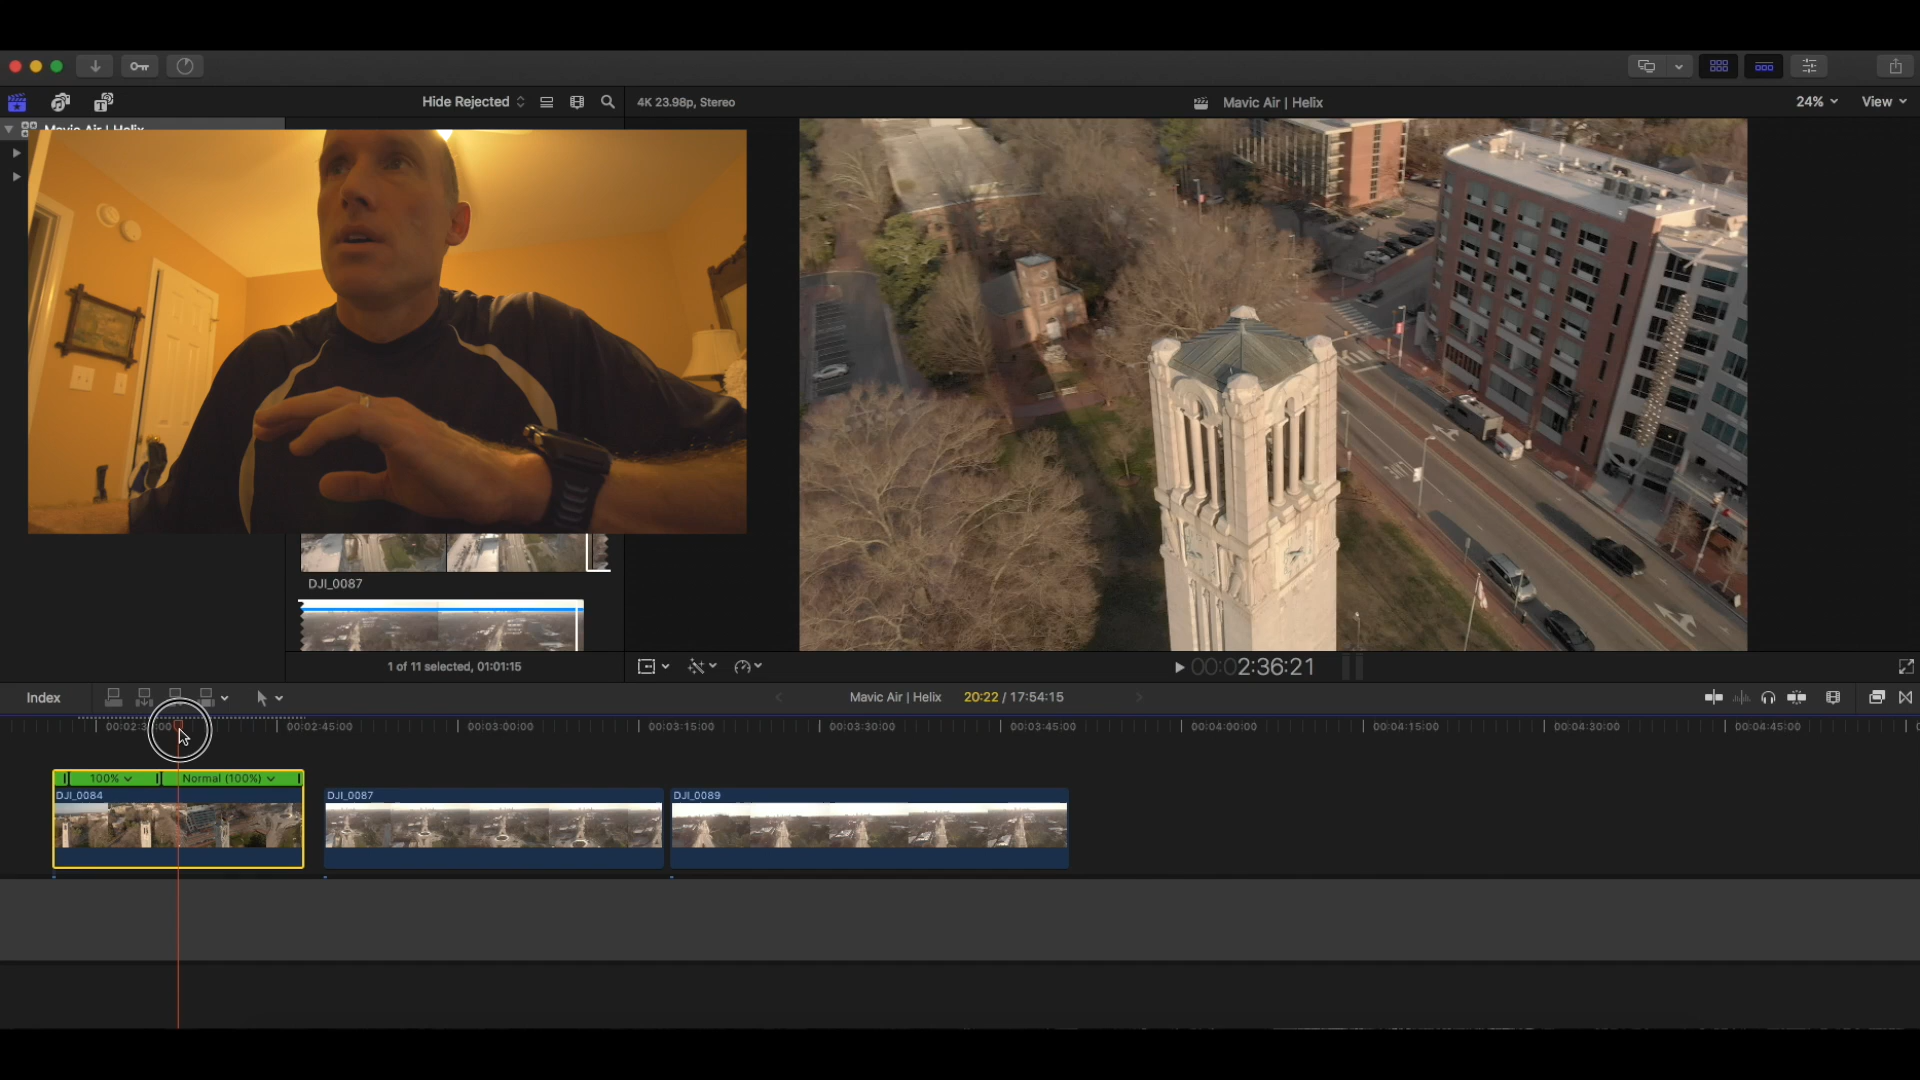 Hide Rejected
4K 23.98p, Stereo
Mavic Air | Helix
24%
View
Mavic Air | Helix
DJI_0087
1 of 11 selected, 01:01:15
00:02:36:21
Index
Mavic Air | Helix
20:22 / 17:54:15
00:02:45:00
00:03:00:00
00:03:15:00
00:03:30:00
00:03:45:00
00:04:00:00
00:04:15:00
00:04:30:00
00:04:45:00
100%
Normal (100%)
DJI_0084
DJI_0087
DJI_0089